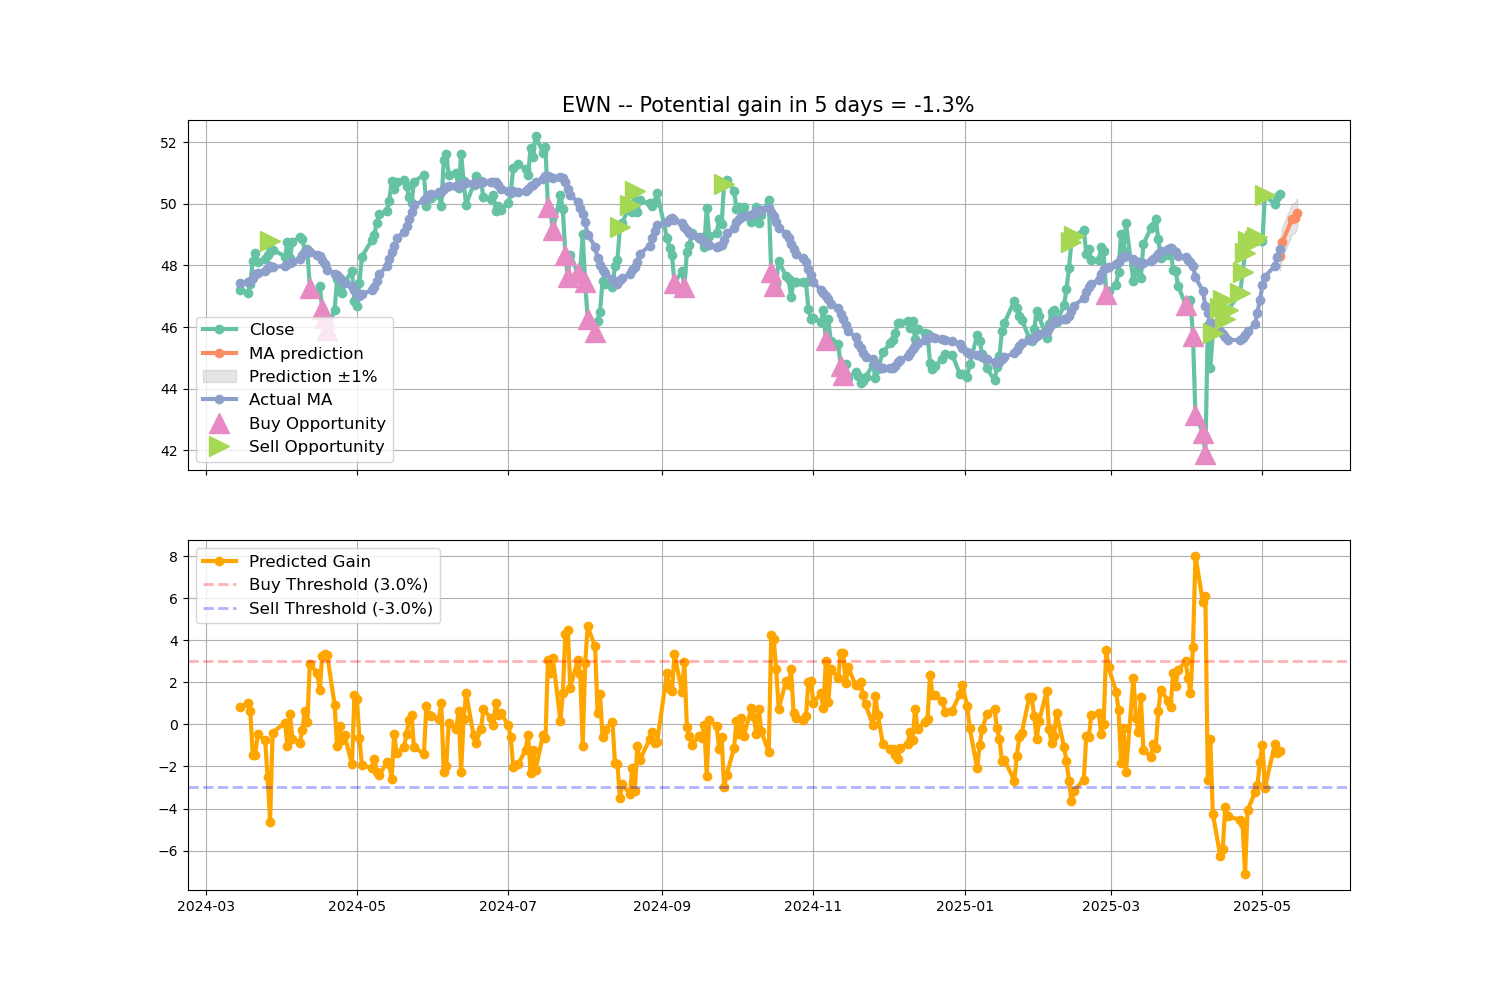 EWN -- Potential gain in 5 days = -1.3%
52
50
48
46
44
42
Close
MA prediction
Prediction ±1%
Actual MA
Buy Opportunity
Sell Opportunity
8
6
4
2
0
−2
−4
−6
Predicted Gain
Buy Threshold (3.0%)
Sell Threshold (-3.0%)
2024-03
2024-05
2024-07
2024-09
2024-11
2025-01
2025-03
2025-05